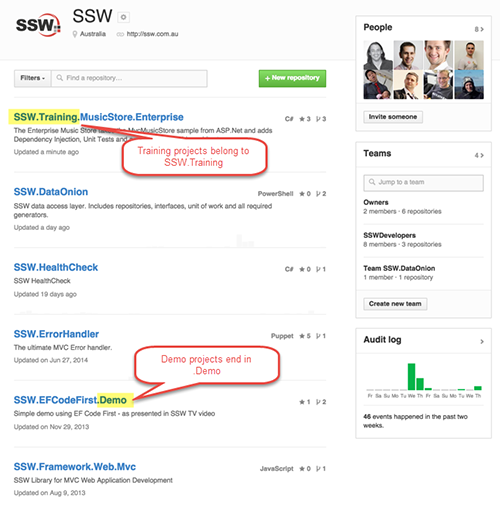 SSW
SSW
Australia http://ssw.com.au
Filters Find a repository...
New repository
SSW.Training.MusicStore.Enterprise
C# 3 3
The Enterprise Music Store MvcMusicStore sample from ASP.Net and adds
Dependency Injection, Unit Tests and
Updated a minute ago
Training projects belong to
SSW.Training
SSW.DataOnion
PowerShell 0 2
SSW data access layer. Includes repositories, interfaces, unit of work and all required
generators.
Updated a day ago
SSW.HealthCheck
C# 0 1
SSW HealthCheck
Updated 19 days ago
SSW.ErrorHandler
Puppet 5 1
The ultimate MVC Error handler.
Updated on Jun 27, 2014
Demo projects end in
.Demo
SSW.EFCodeFirst.Demo
1 2
Simple demo using EF Code First - as presented in SSW TV video
Updated on Nov 29, 2013
SSW.Framework.Web.Mvc
JavaScript 0 1
SSW Library for MVC Web Application Development
Updated on Aug 9, 2013
People 8 >
Invite someone
Teams 4 >
Jump to a team
Owners
2 members · 6 repositories
SSWDevelopers
8 members · 3 repositories
Team SSW.DataOnion
1 member · 1 repository
Create new team
Audit log >
Fr Sa Su Mo Tu We Th Fr Sa Su Mo Tu We Th
46 events happened in the past two
weeks.